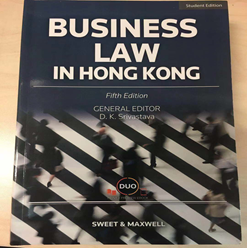 Student Edition
BUSINESS
LAW
IN HONG KONG
Fifth Edition
GENERAL EDITOR
D. K. Srivastava
DUO
SWEET & MAXWELL